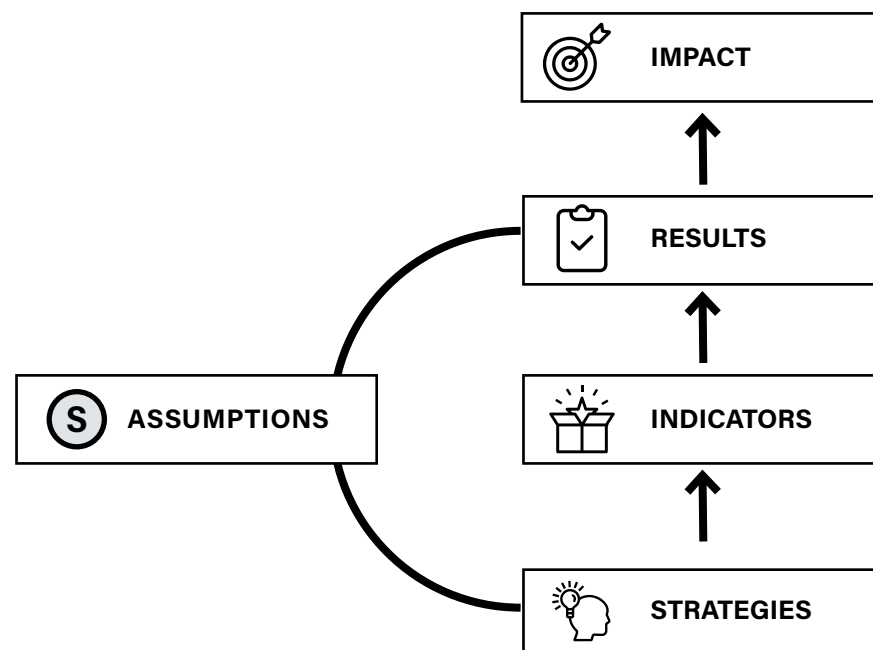 IMPACT
RESULTS
S ASSUMPTIONS
INDICATORS
STRATEGIES